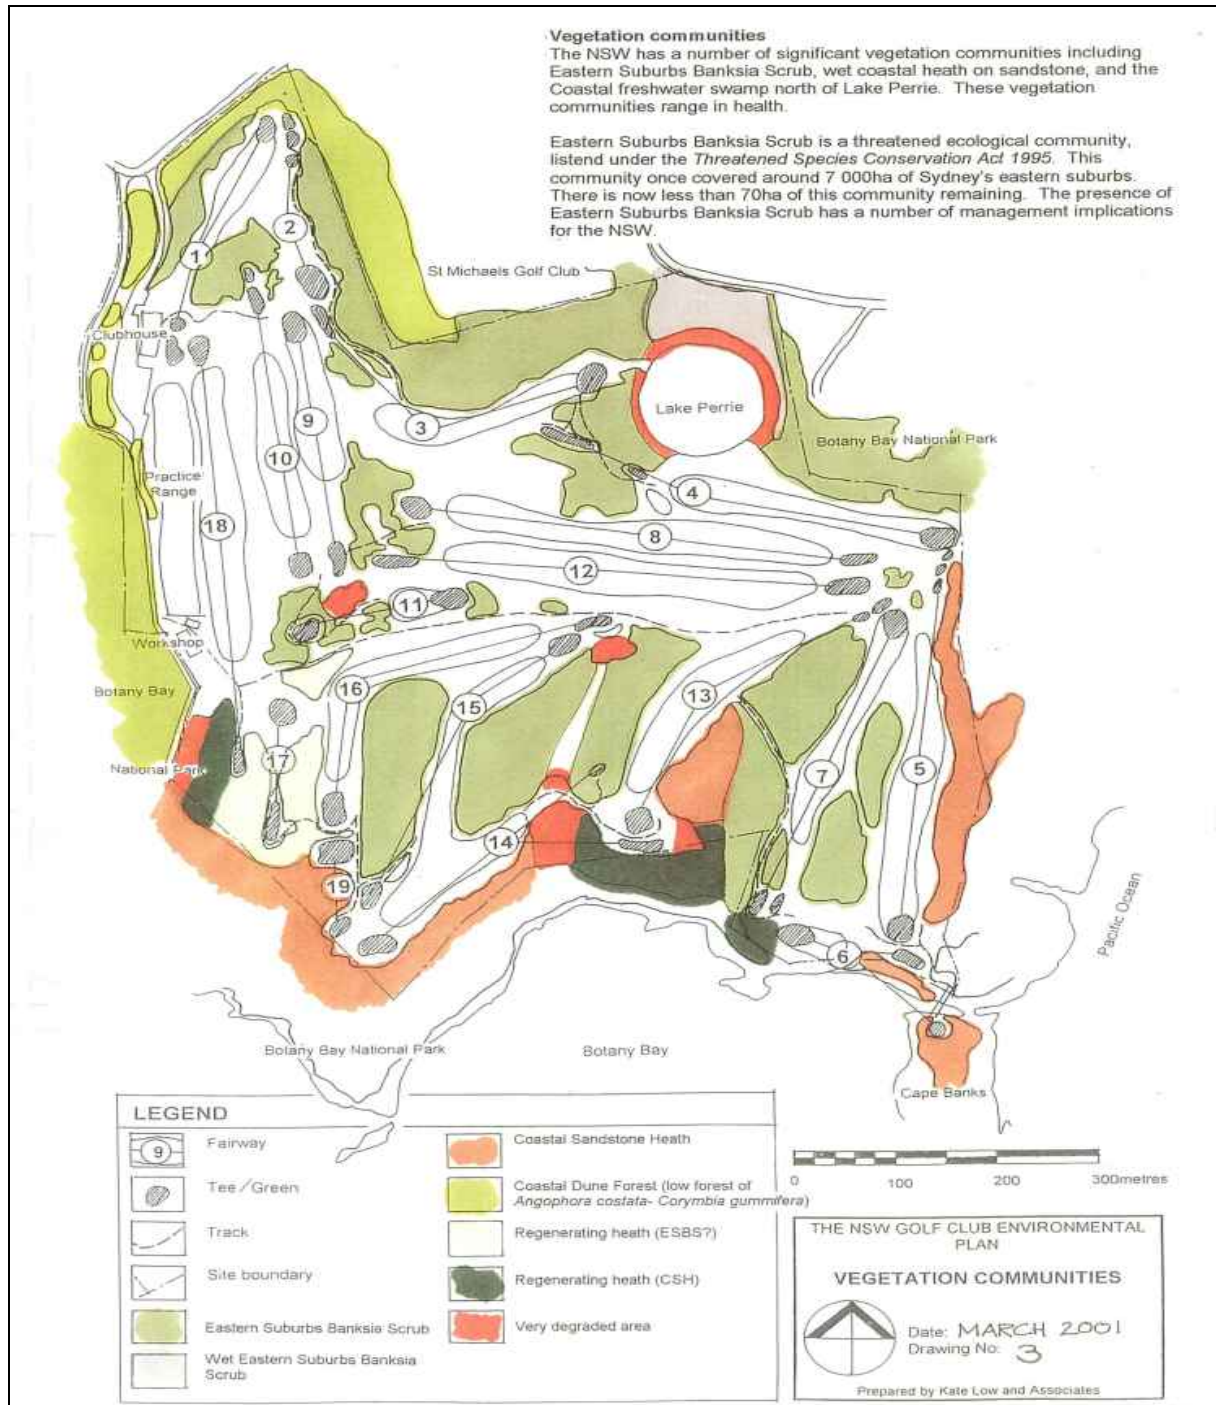 Vegetation communities
The NSW has a number of significant vegetation communities including
Eastern Suburbs Banksia Scrub, wet coastal heath on sandstone, and the
Coastal freshwater swamp north of Lake Perrie. These vegetation
communities range in health.
Eastern Suburbs Banksia Scrub is a threatened ecological community,
listend under the Threatened Species Conservation Act 1995. This
community once covered around 7 000ha of Sydney's eastern suburbs.
There is now less than 70ha of this community remaining. The presence of
Eastern Suburbs Banksia Scrub has a number of management implications
for the NSW.
2
1
St Michaels Golf Club
Clubhouse
Lake Perrie
3
9
10
Botany Bay National Park
Practice
Range
4
18
8
12
11
Workshop
Botany Bay
16
13
15
17
National Park
7
5
14
19
Pacific Ocean
6
Botany Bay National Park
Botany Bay
Cape Banks
LEGEND
9
Fairway
Tee/Green
Track
Site boundary
Eastern Suburbs Banksia Scrub
Wet Eastern Suburbs Banksia
Scrub
Coastal Sandstone Heath
Coastal Dune Forest (low forest of
Angophora costata- Corymbia gummifera)
Regenerating heath (ESBS?)
Regenerating heath (CSH)
Very degraded area
0 100 200 300metres
THE NSW GOLF CLUB ENVIRONMENTAL
PLAN
VEGETATION COMMUNITIES
Date: MARCH 2001
Drawing No: 3
Prepared by Kate Low and Associates